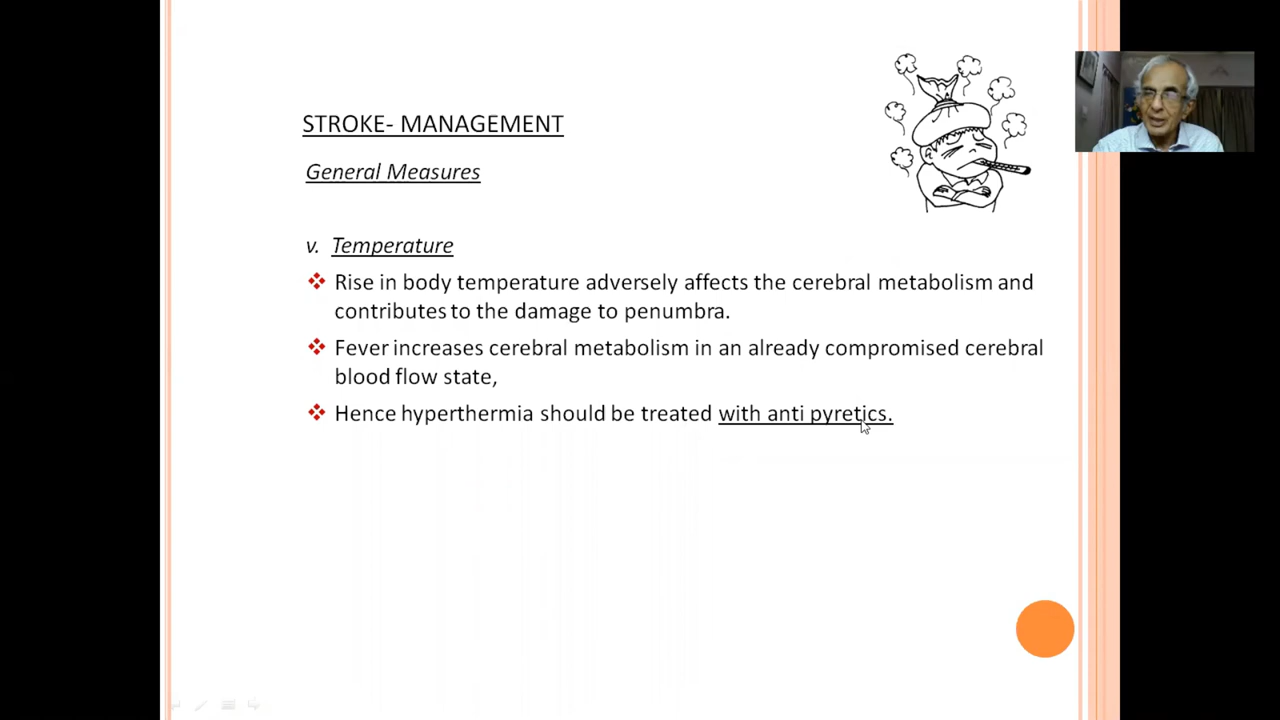 STROKE- MANAGEMENT
General Measures
v. Temperature
Rise in body temperature adversely affects the cerebral metabolism and
contributes to the damage to penumbra.
Fever increases cerebral metabolism in an already compromised cerebral
blood flow state,
Hence hyperthermia should be treated with anti pyretics.